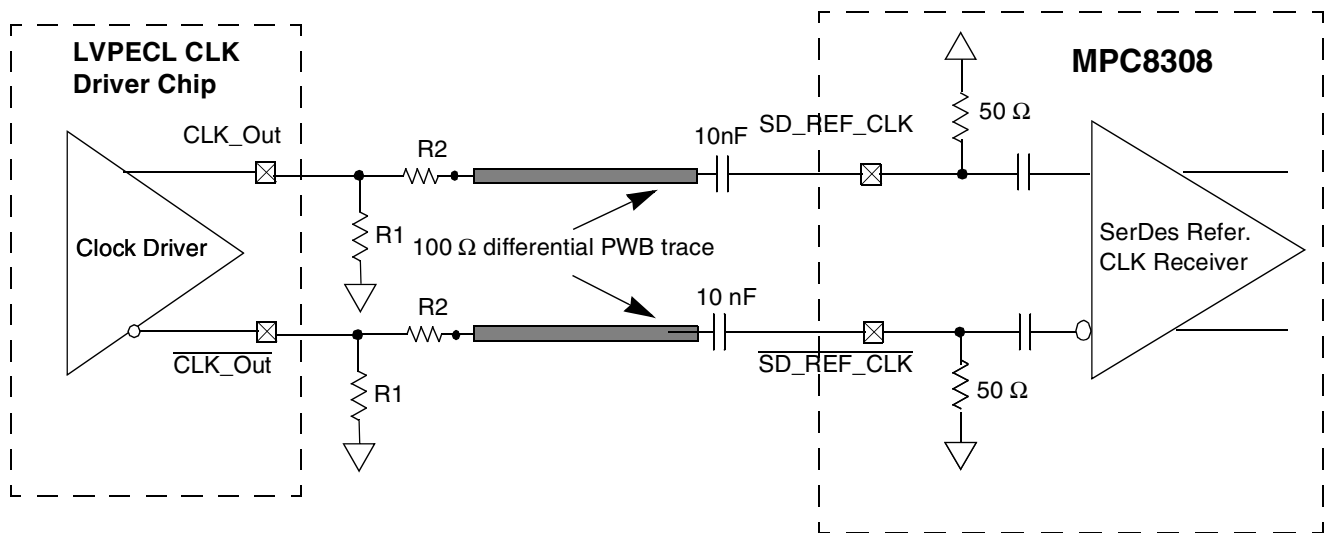 LVPECL CLK
Driver Chip
MPC8308
CLK_Out
R2
10nF
SD_REF_CLK
50 Ω
Clock Driver
R1
100 Ω differential PWB trace
SerDes Refer.
CLK Receiver
R2
10 nF
CLK_Out
R1
SD_REF_CLK
50 Ω